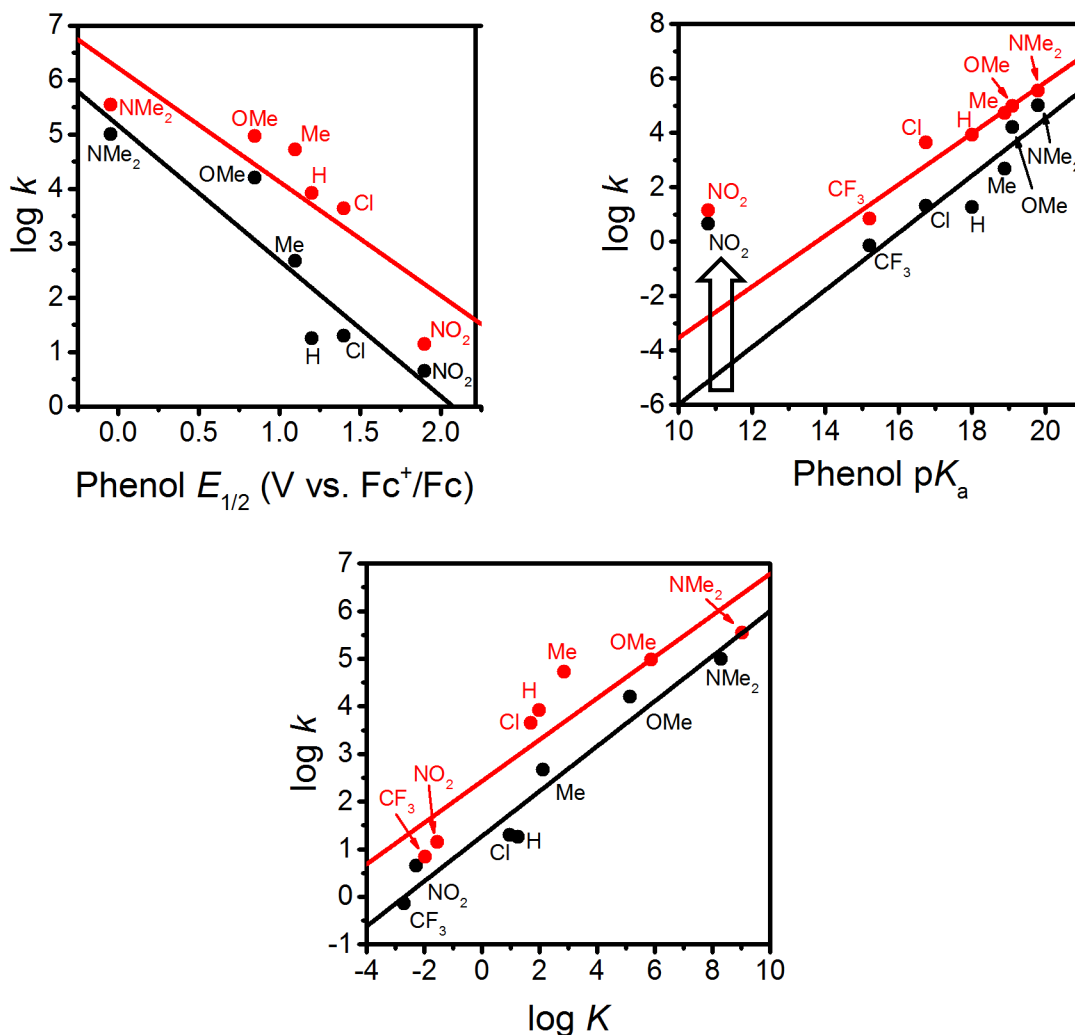 7
6
5
4
3
2
1
0
log k
NMe₂
OMe
Me
H
Cl
NO₂
NMe₂
OMe
Me
H
Cl
NO₂
0.0 0.5 1.0 1.5 2.0
Phenol E₁/₂ (V vs. Fc⁺/Fc)
8
6
4
2
0
-2
-4
-6
log k
NMe₂
OMe
Me
H
Cl
CF₃
NO₂
NO₂
CF₃
Cl
H
Me
OMe
NMe₂
10 12 14 16 18 20
Phenol pKₐ
7
6
5
4
3
2
1
0
-1
log k
NMe₂
OMe
Me
H
Cl
NO₂
CF₃
NMe₂
OMe
Me
Cl
H
NO₂
CF₃
-4 -2 0 2 4 6 8 10
log K